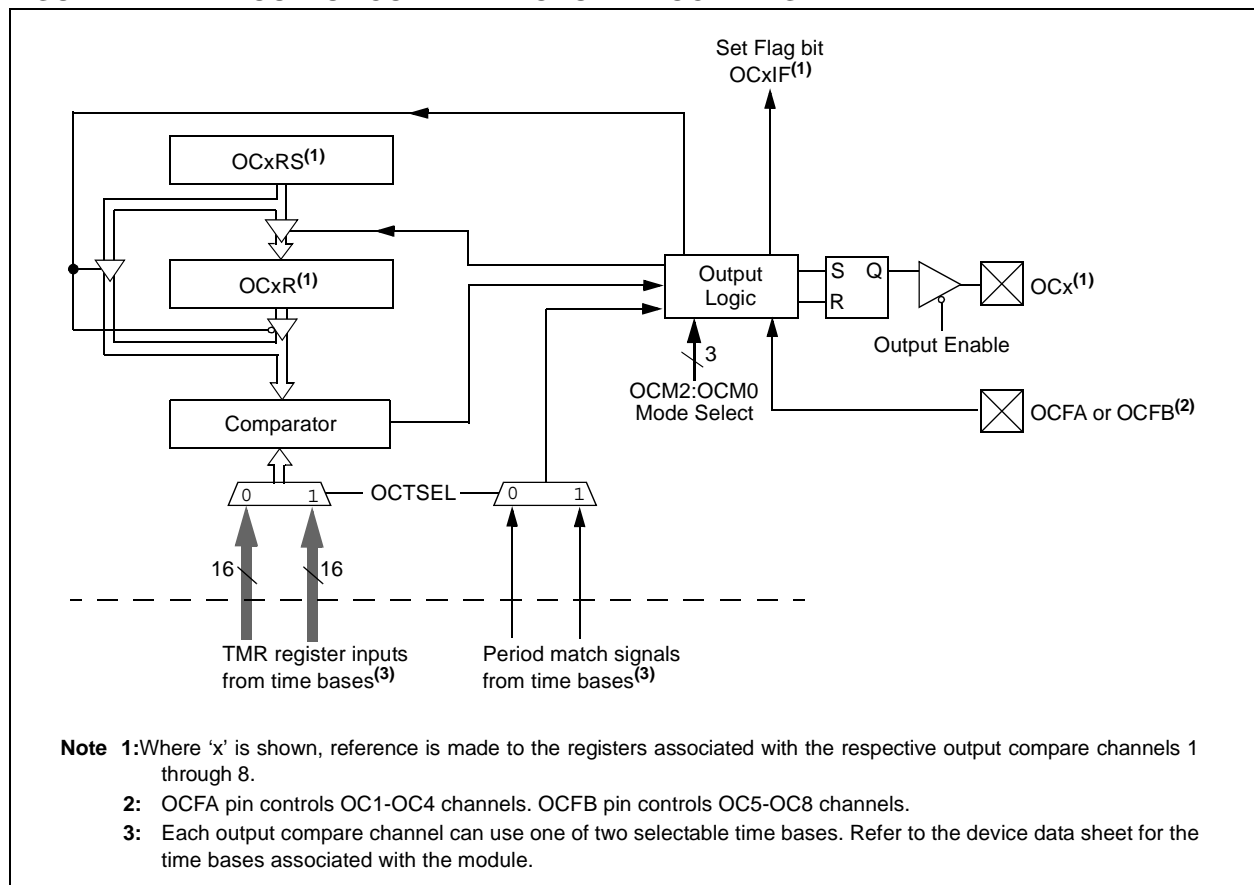 Set Flag bit
OCxIF(1)
OCxRS(1)
OCxR(1)
Output
Logic
S Q
R
OCx(1)
Output Enable
3
OCM2:OCM0
Mode Select
OCFA or OCFB(2)
Comparator
0 1
OCTSEL
0 1
16
16
TMR register inputs
from time bases(3)
Period match signals
from time bases(3)
Note 1:Where ‘x’ is shown, reference is made to the registers associated with the respective output compare channels 1
through 8.
2: OCFA pin controls OC1-OC4 channels. OCFB pin controls OC5-OC8 channels.
3: Each output compare channel can use one of two selectable time bases. Refer to the device data sheet for the
time bases associated with the module.